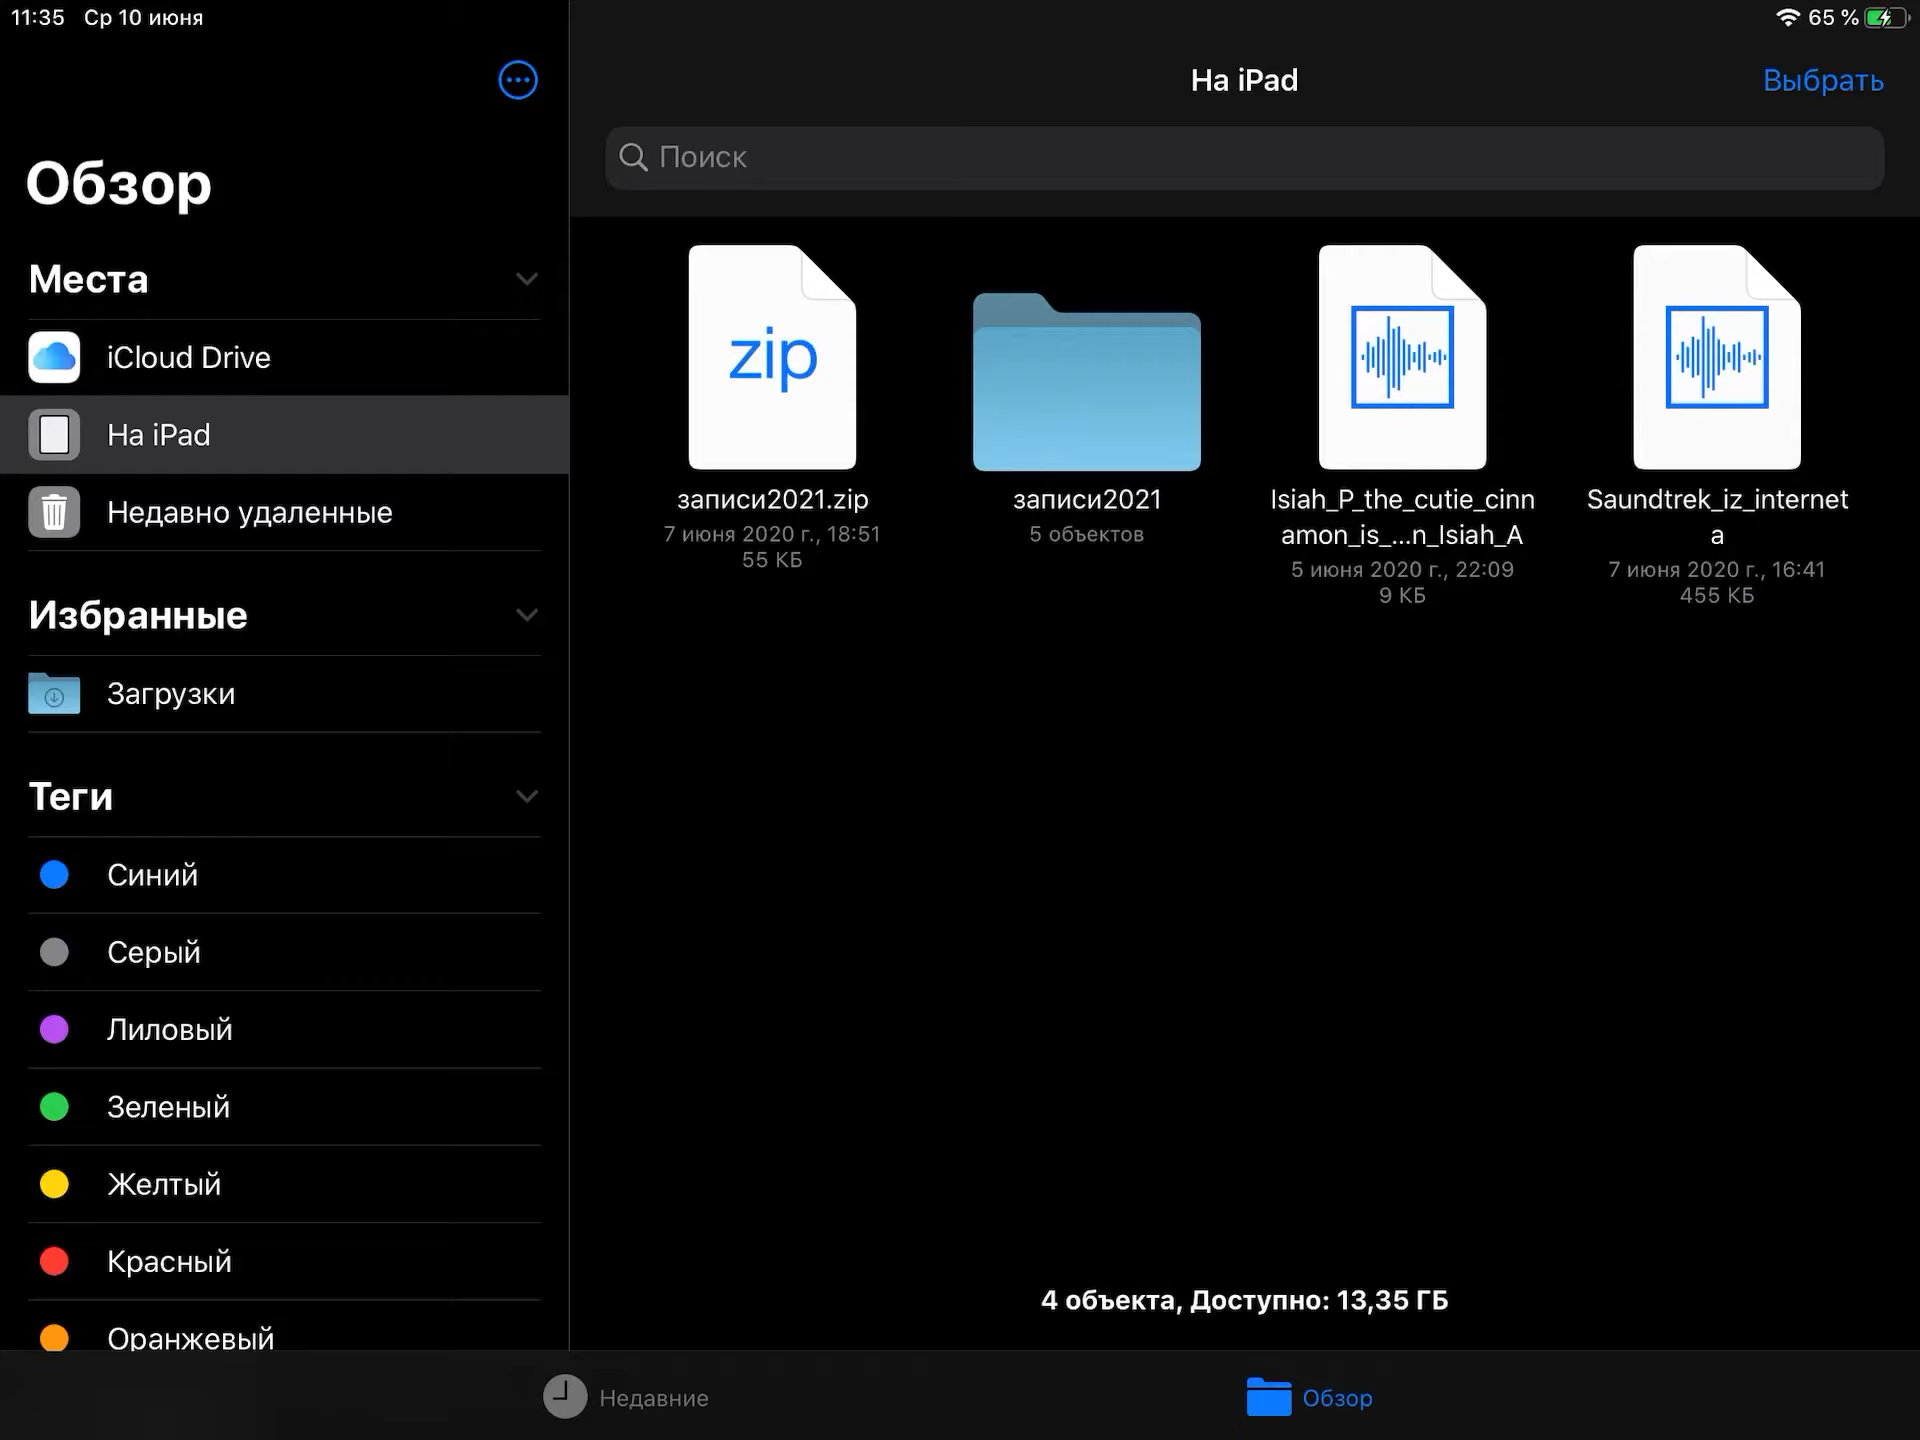 11:35 Ср 10 июня
65 %
Обзор
Места
iCloud Drive
На iPad
Недавно удаленные
Избранные
Загрузки
Теги
Синий
Серый
Лиловый
Зеленый
Желтый
Красный
Оранжевый
На iPad
Выбрать
Поиск
zip
записи2021.zip
7 июня 2020 г., 18:51
55 КБ
записи2021
5 объектов
Isiah_P_the_cutie_cinn
amon_is_...n_Isiah_A
5 июня 2020 г., 22:09
9 КБ
Saundtrek_iz_internet
a
7 июня 2020 г., 16:41
455 КБ
4 объекта, Доступно: 13,35 ГБ
Недавние
Обзор